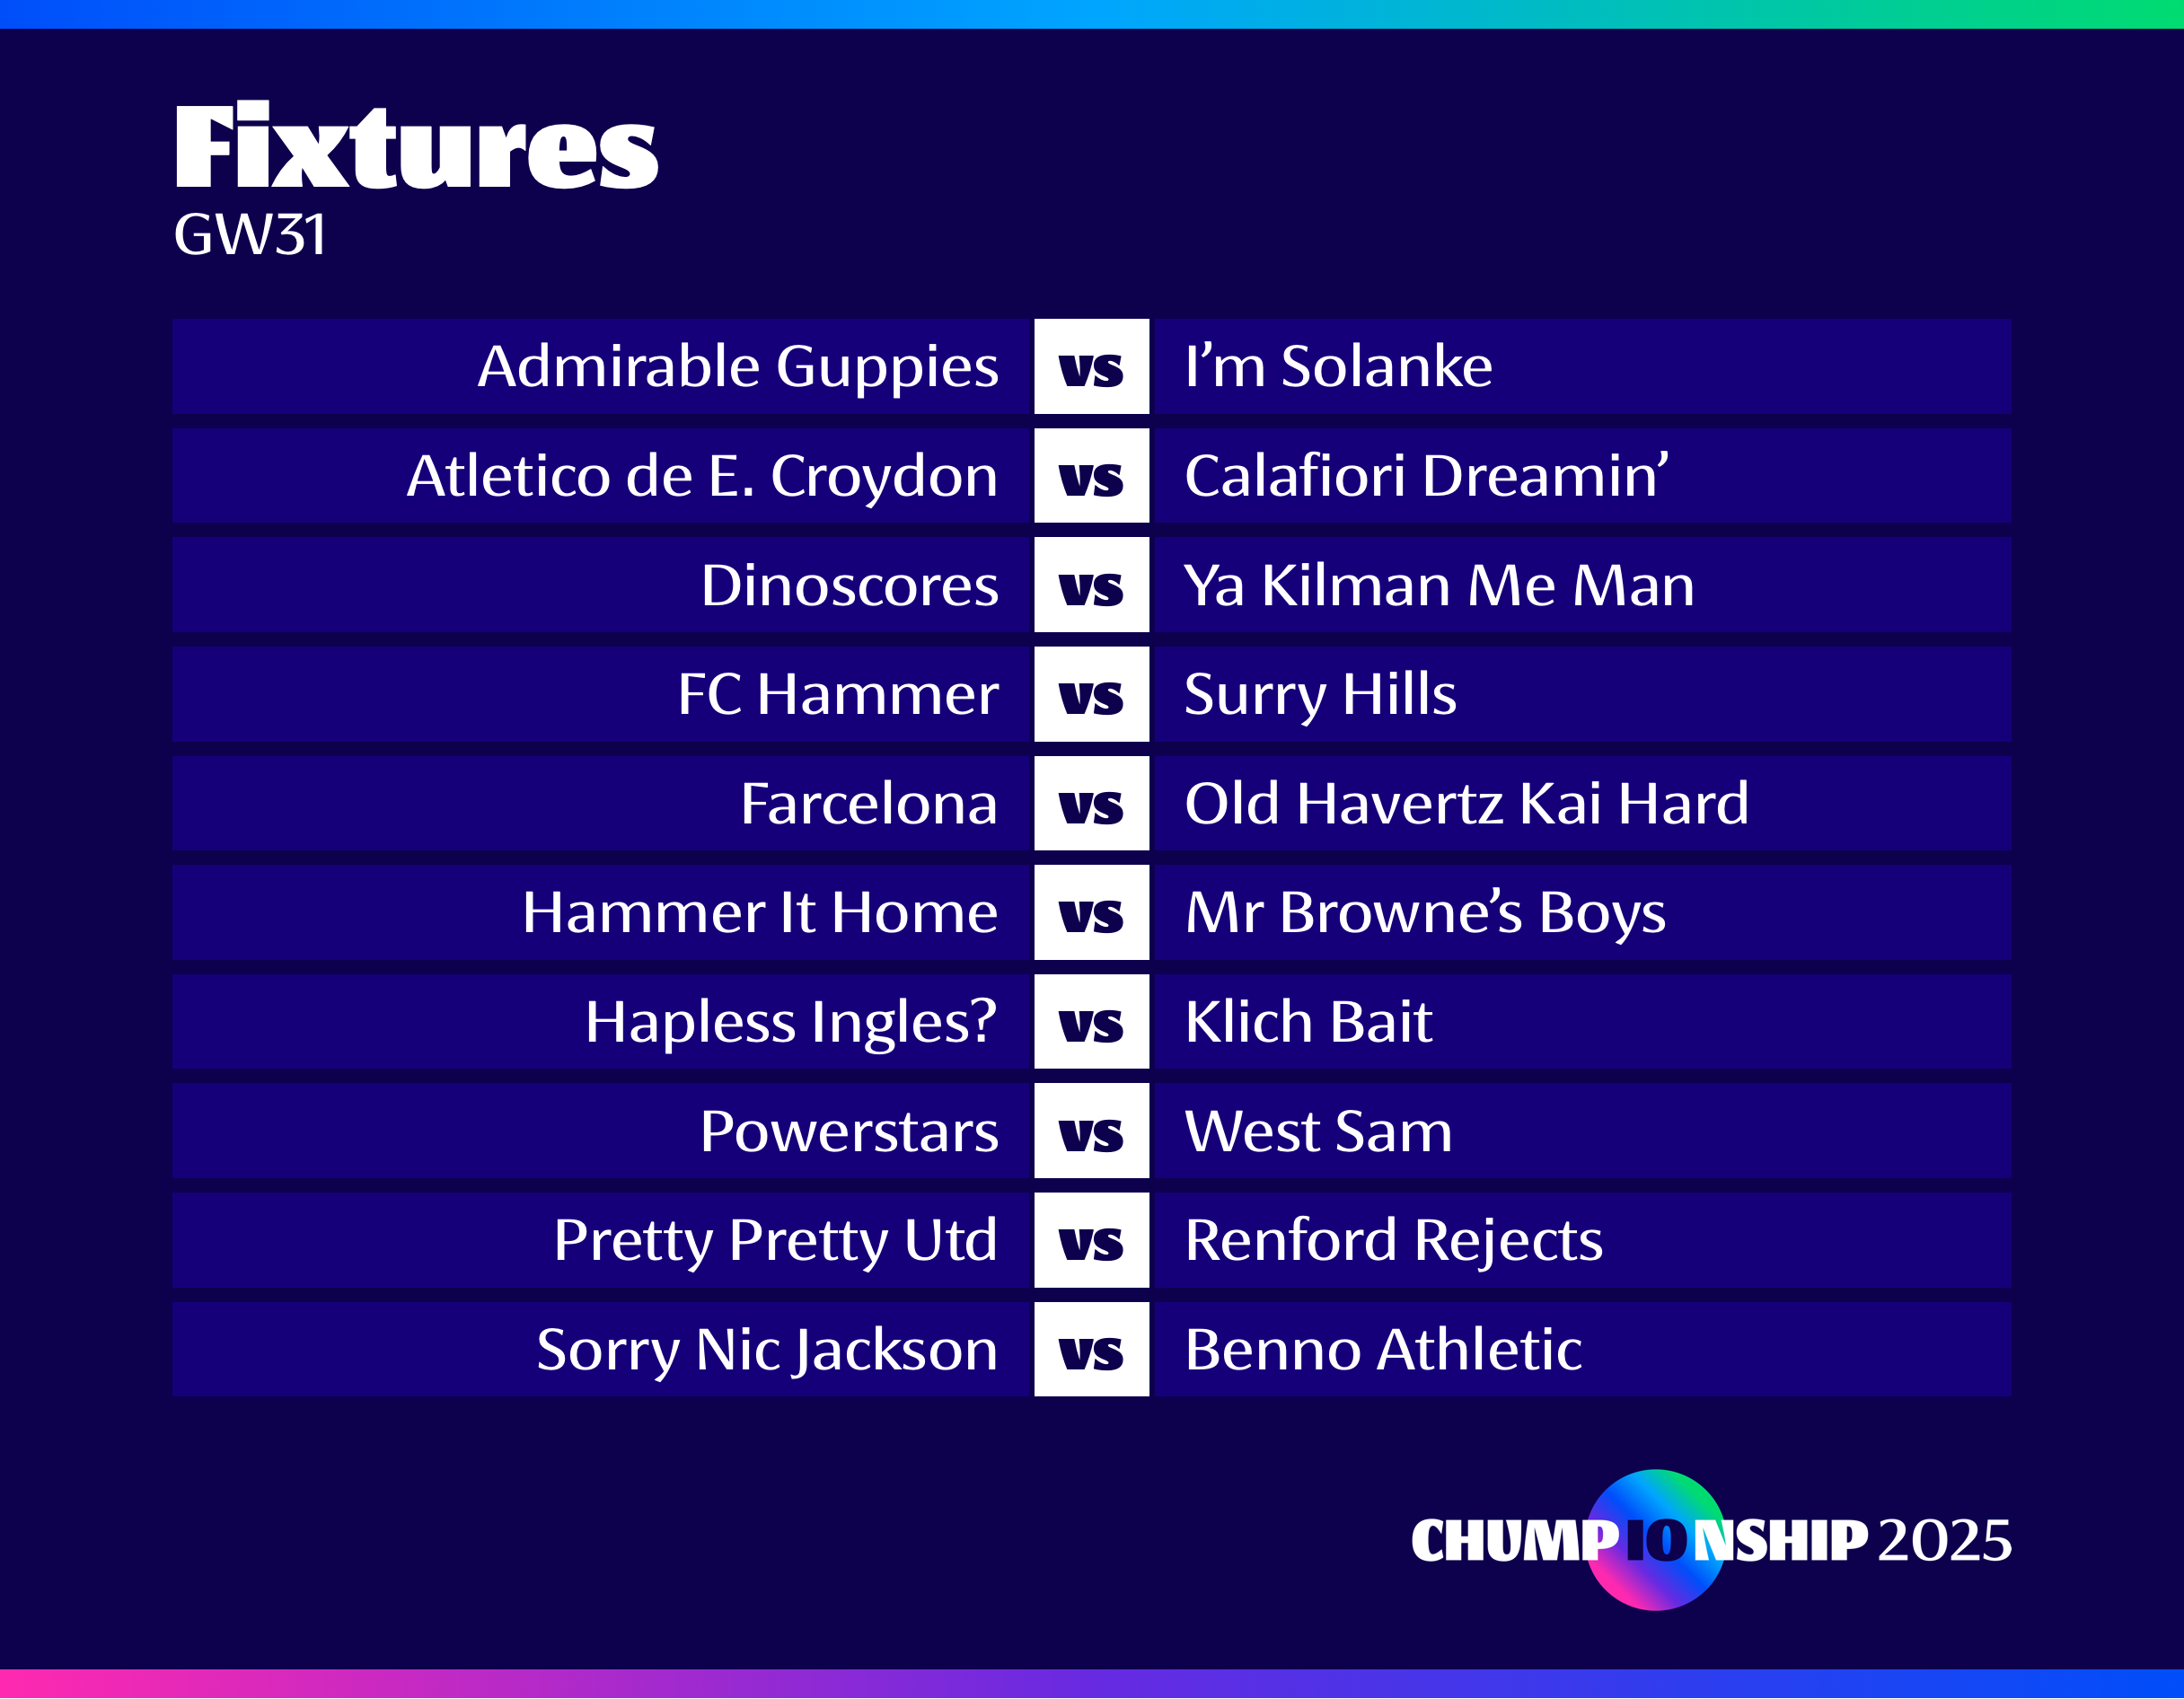 Fixtures
GW31
Admirable Guppies vs I’m Solanke
Atletico de E. Croydon vs Calafiori Dreamin’
Dinoscores vs Ya Kilman Me Man
FC Hammer vs Surry Hills
Farcelona vs Old Havertz Kai Hard
Hammer It Home vs Mr Browne’s Boys
Hapless Ingles? vs Klich Bait
Powerstars vs West Sam
Pretty Pretty Utd vs Renford Rejects
Sorry Nic Jackson vs Benno Athletic
CHUMPIONSHIP 2025